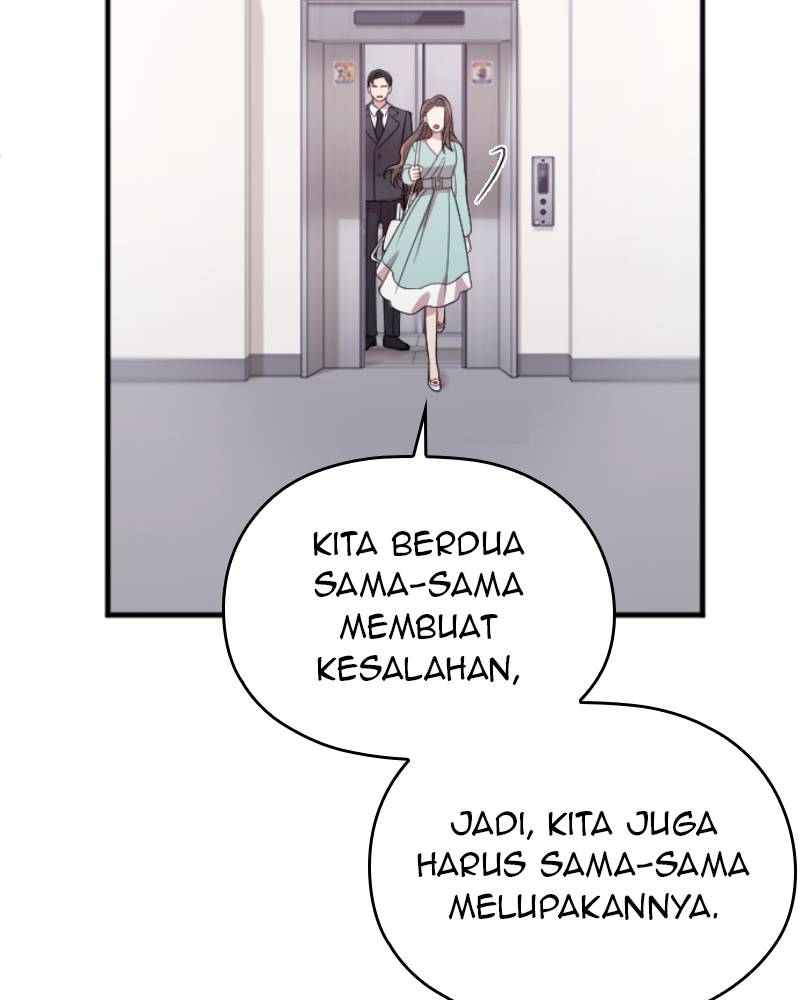 KITA BERDUA
SAMA-SAMA
MEMBUAT
KESALAHAN,
JADI, KITA JUGA
HARUS SAMA-SAMA
MELUPAKANNYA.